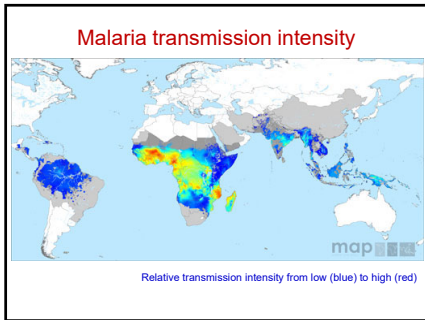 Malaria transmission intensity
map
Relative transmission intensity from low (blue) to high (red)